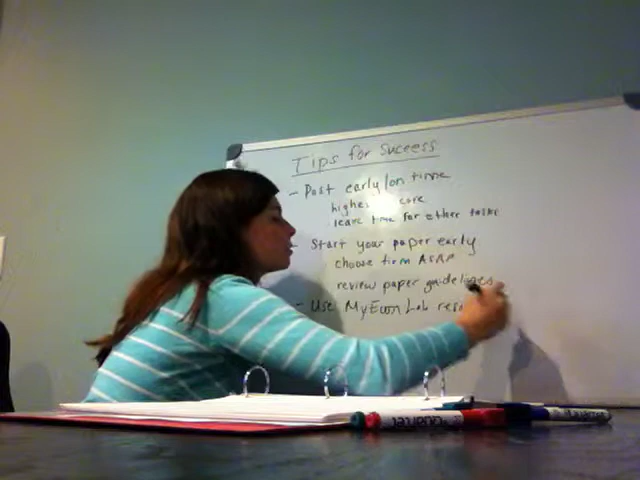 Tips for Success
- Post early/on time
higher score
leave time for other tasks
- Start your paper early
choose firm ASAP
review paper guidelines
- Use MyEconLab